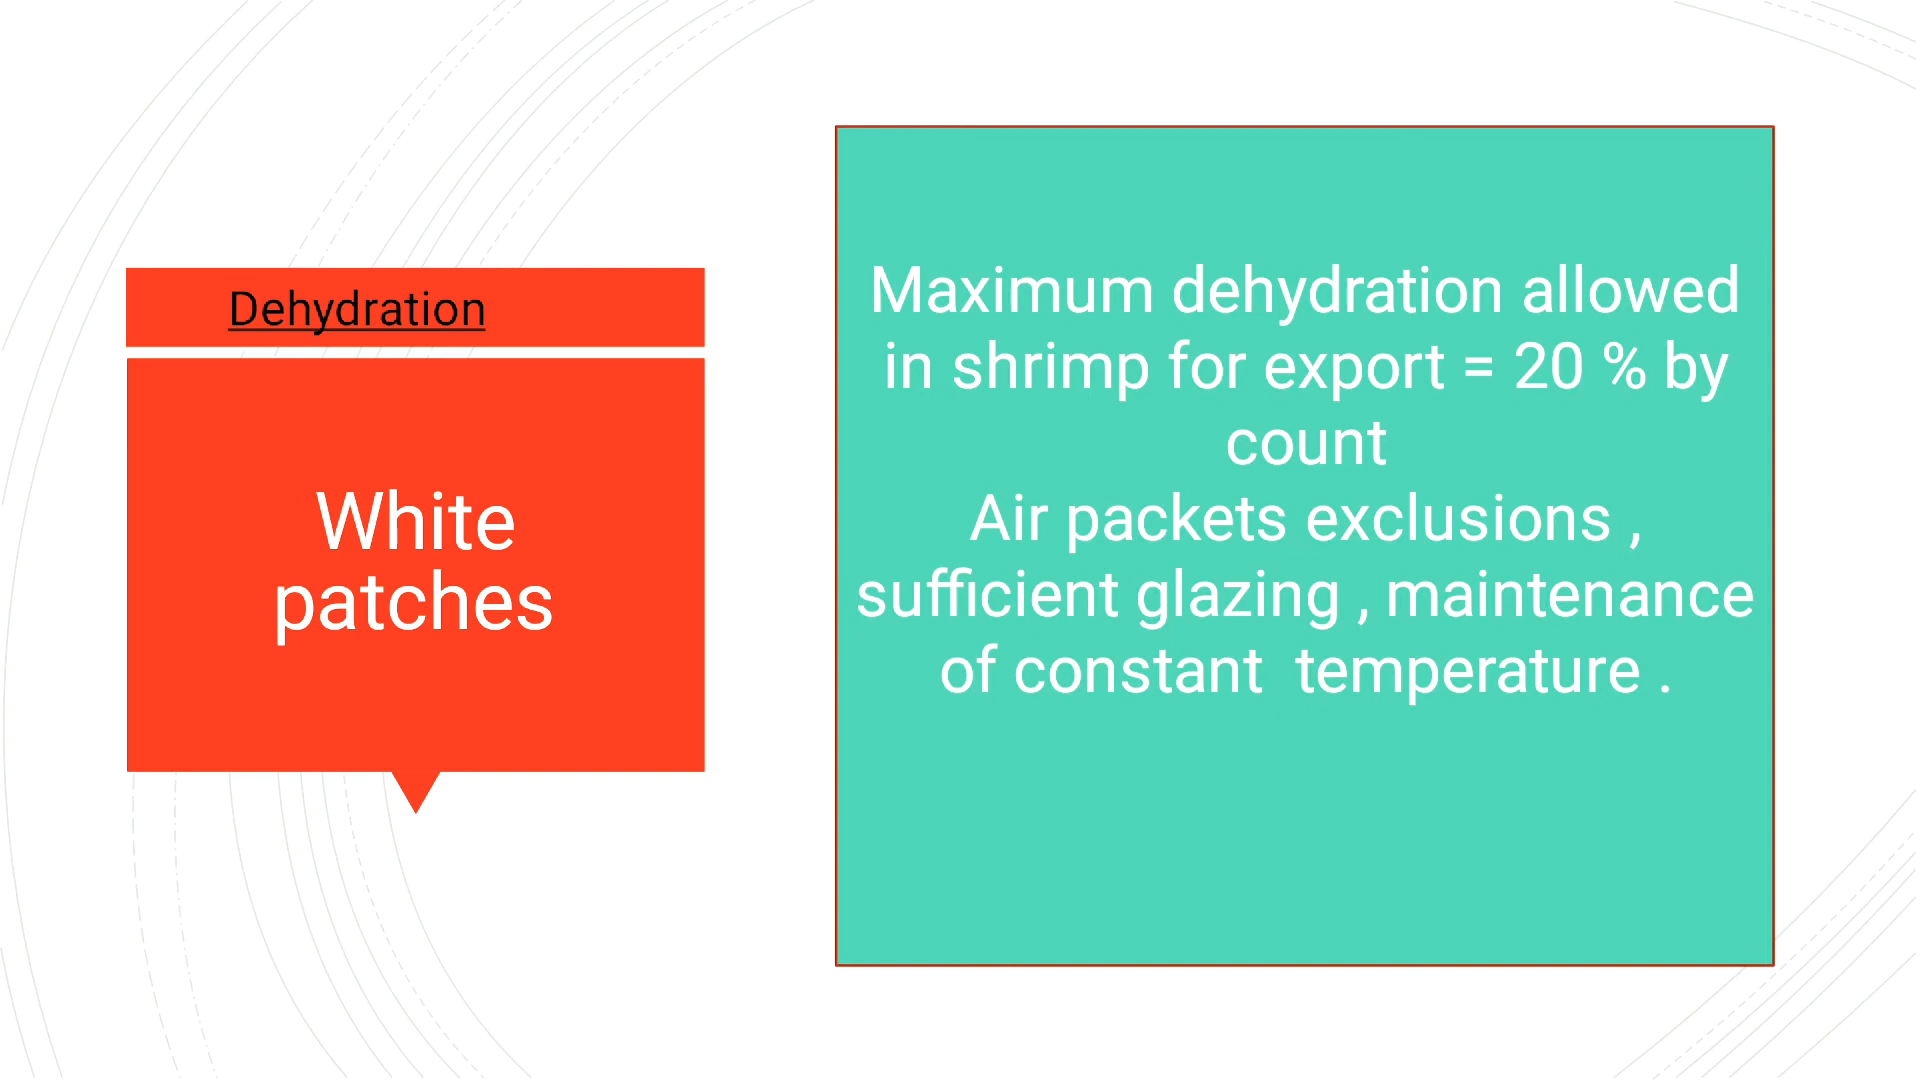 Dehydration
White
patches
Maximum dehydration allowed
in shrimp for export = 20 % by
count
Air packets exclusions ,
sufficient glazing , maintenance
of constant  temperature .